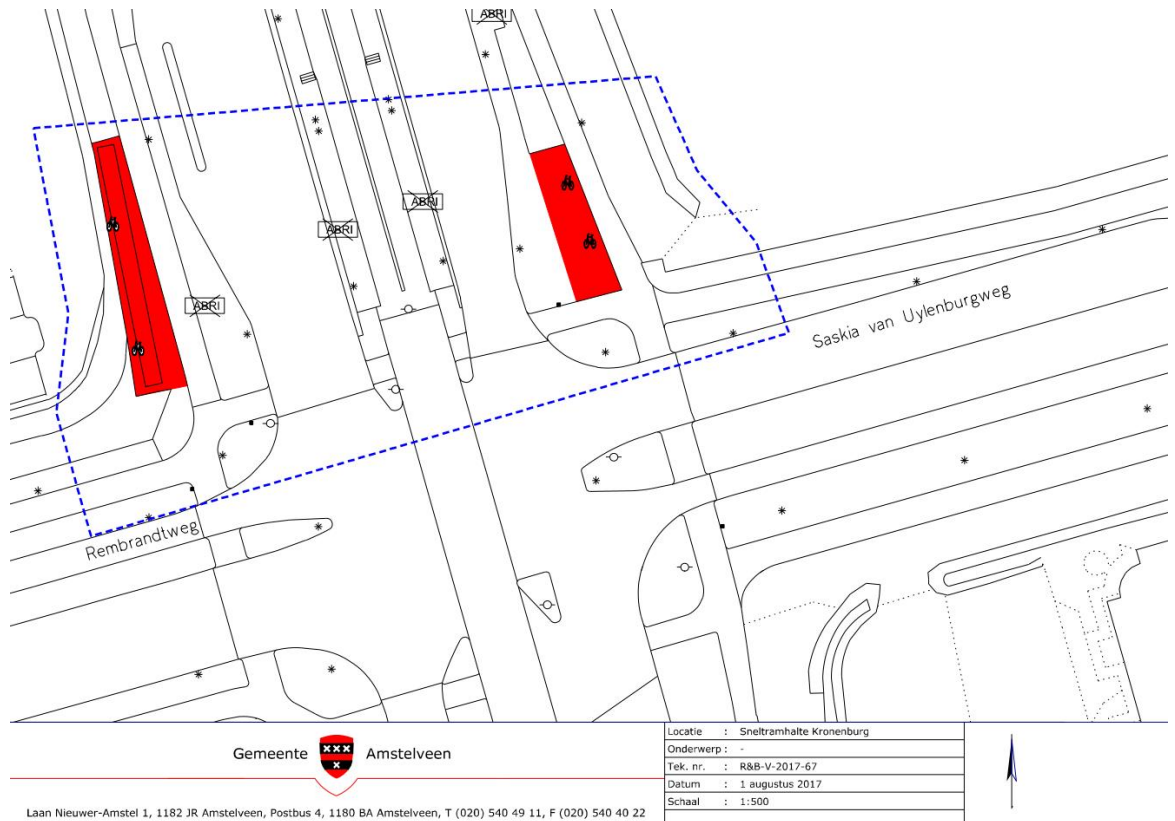 ABRI
ABRI
ABRI
ABRI
Saskia van Uylenburgweg
Rembrandtweg
Gemeente Amstelveen
Laan Nieuwer-Amstel 1, 1182 JR Amstelveen, Postbus 4, 1180 BA Amstelveen, T (020) 540 49 11, F (020) 540 40 22
Locatie : Sneltramhalte Kronenburg
Onderwerp : -
Tek. nr. : R&B-V-2017-67
Datum : 1 augustus 2017
Schaal : 1:500